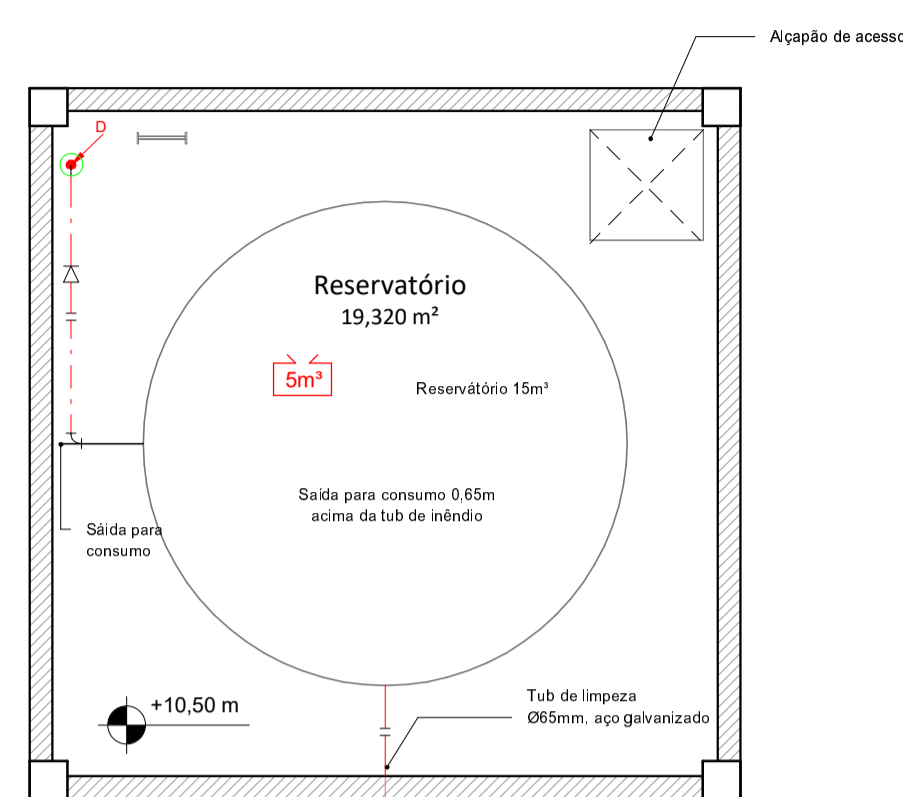 Alçapão de acesso
D
Reservatório
19,320 m²
5m³
Reservátório 15m³
Saída para consumo 0,65m
acima da tub de inêndio
Sáida para
consumo
+10,50 m
Tub de limpeza
Ø65mm, aço galvanizado